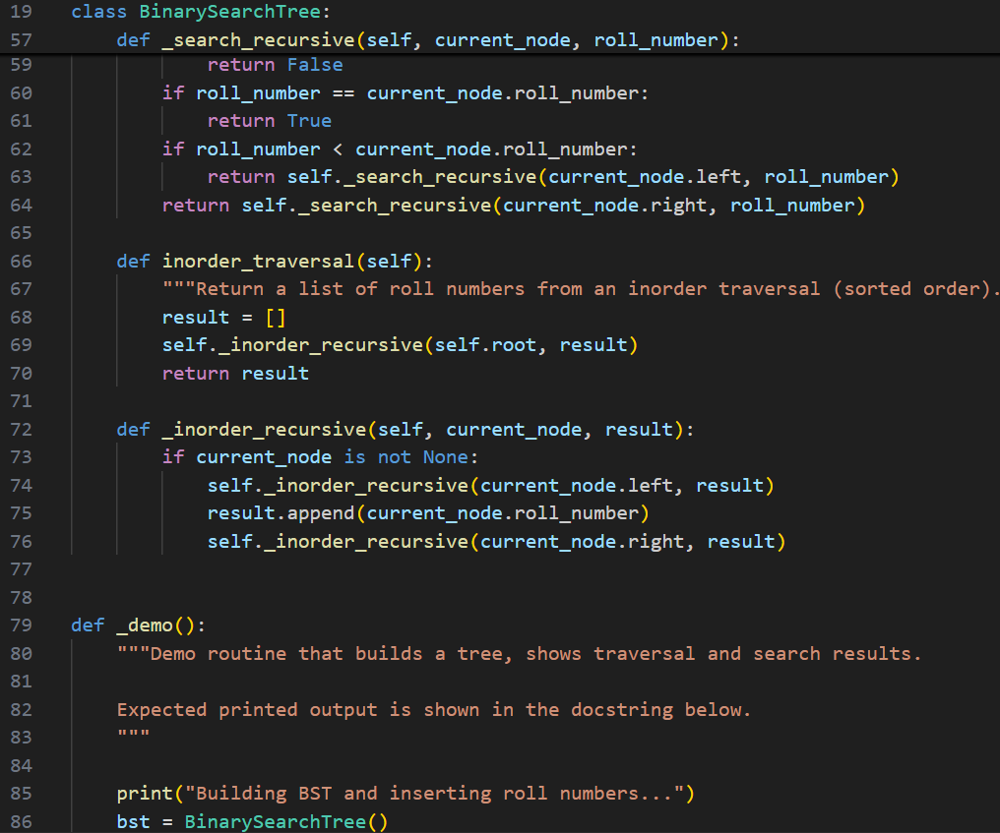 19 class BinarySearchTree:
57     def _search_recursive(self, current_node, roll_number):
59             return False
60         if roll_number == current_node.roll_number:
61             return True
62         if roll_number < current_node.roll_number:
63             return self._search_recursive(current_node.left, roll_number)
64         return self._search_recursive(current_node.right, roll_number)
65
66     def inorder_traversal(self):
67         """Return a list of roll numbers from an inorder traversal (sorted order).
68         result = []
69         self._inorder_recursive(self.root, result)
70         return result
71
72     def _inorder_recursive(self, current_node, result):
73         if current_node is not None:
74             self._inorder_recursive(current_node.left, result)
75             result.append(current_node.roll_number)
76             self._inorder_recursive(current_node.right, result)
77
78
79 def _demo():
80     """Demo routine that builds a tree, shows traversal and search results.
81
82     Expected printed output is shown in the docstring below.
83     """
84
85     print("Building BST and inserting roll numbers...")
86     bst = BinarySearchTree()